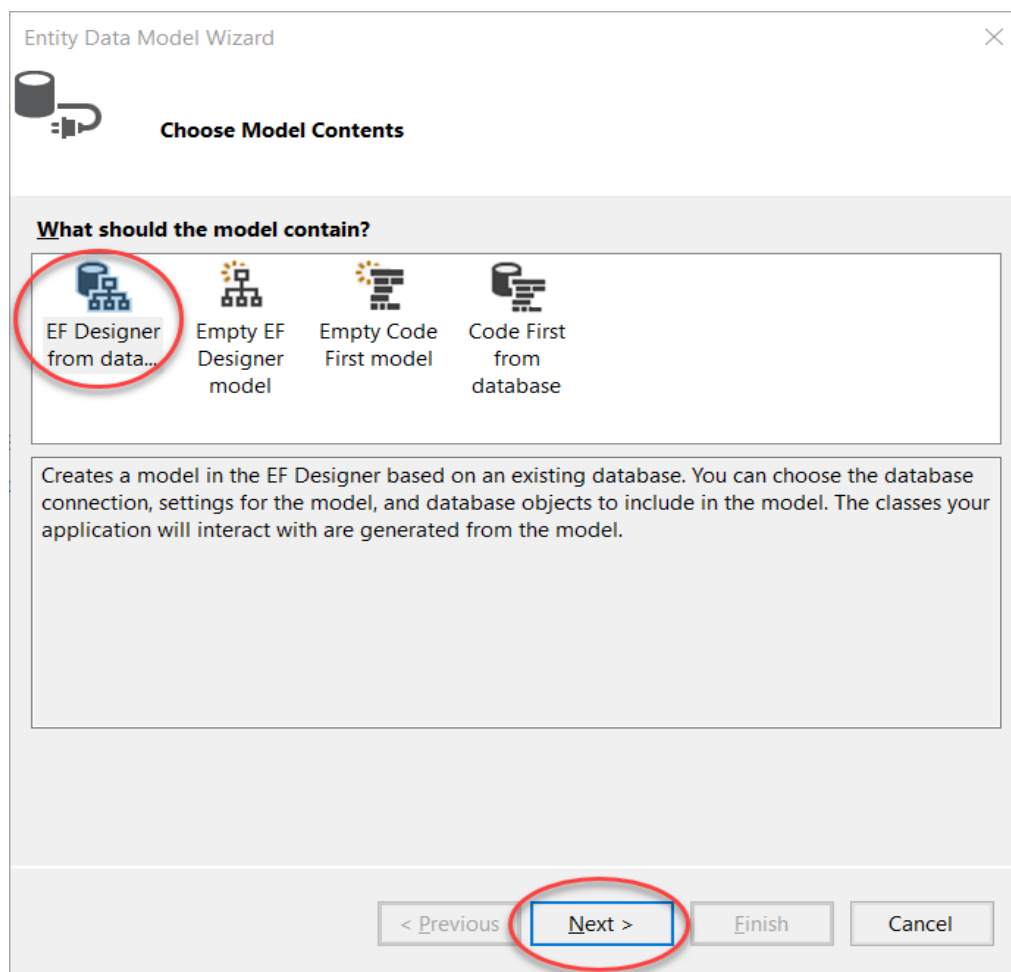 Entity Data Model Wizard
Choose Model Contents
What should the model contain?
EF Designer
from data...
Empty EF
Designer
model
Empty Code
First model
Code First
from
database
Creates a model in the EF Designer based on an existing database. You can choose the database
connection, settings for the model, and database objects to include in the model. The classes your
application will interact with are generated from the model.
< Previous
Next >
Finish
Cancel